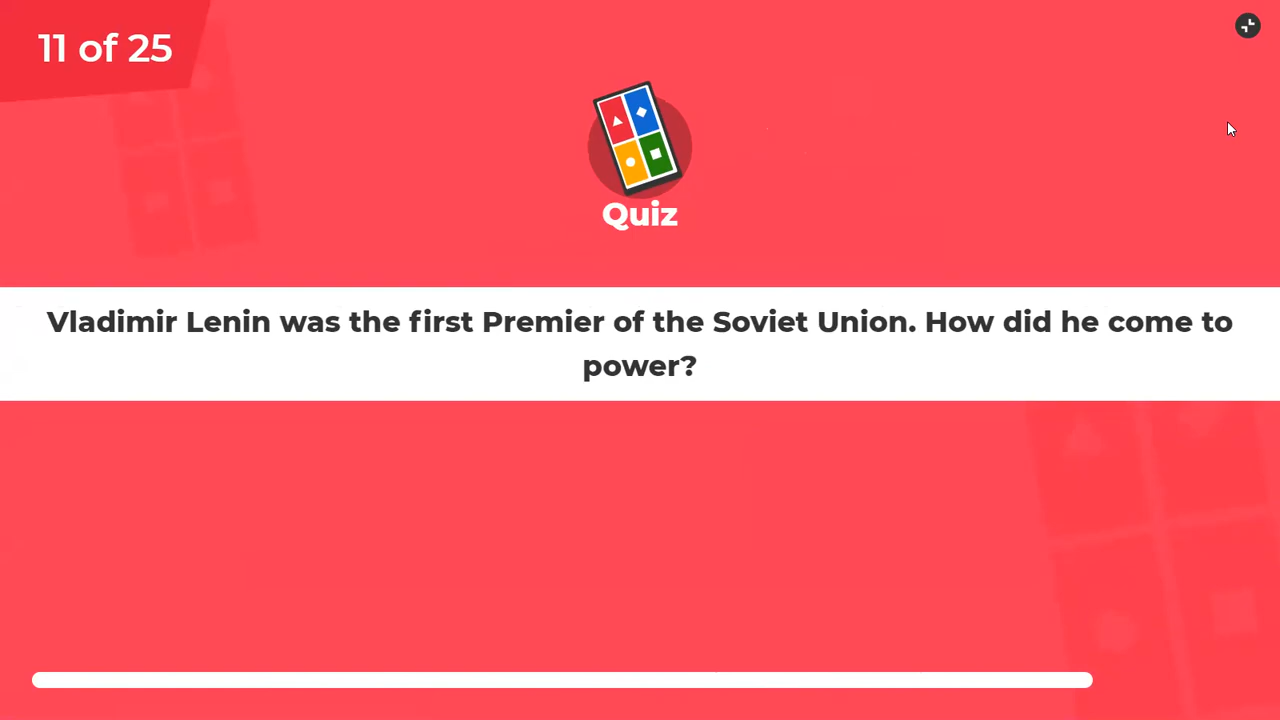 11 of 25
Quiz
Vladimir Lenin was the first Premier of the Soviet Union. How did he come to
power?